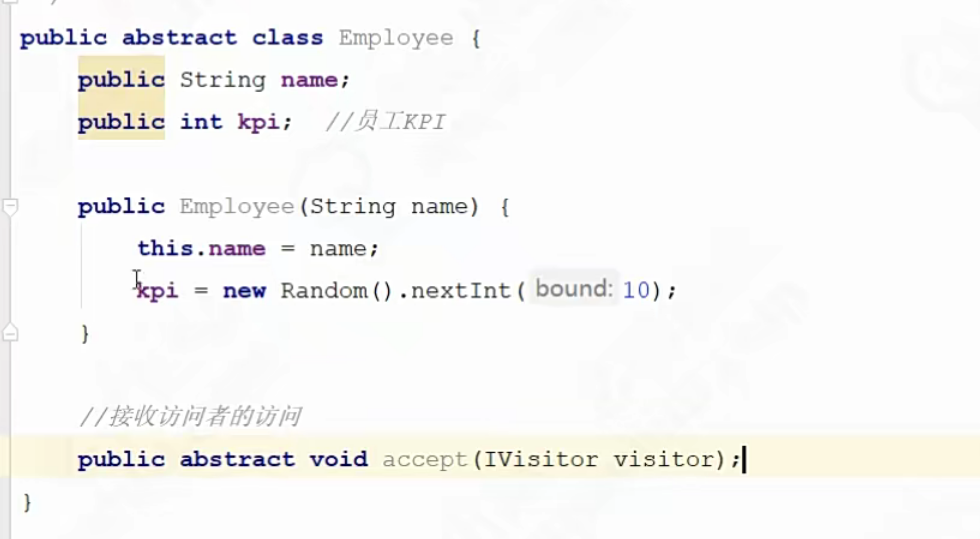 public abstract class Employee {
public String name;
public int kpi; //员工KPI
public Employee(String name) {
this.name = name;
kpi = new Random().nextInt( bound: 10);
}
//接收访问者的访问
public abstract void accept(IVisitor visitor);
}